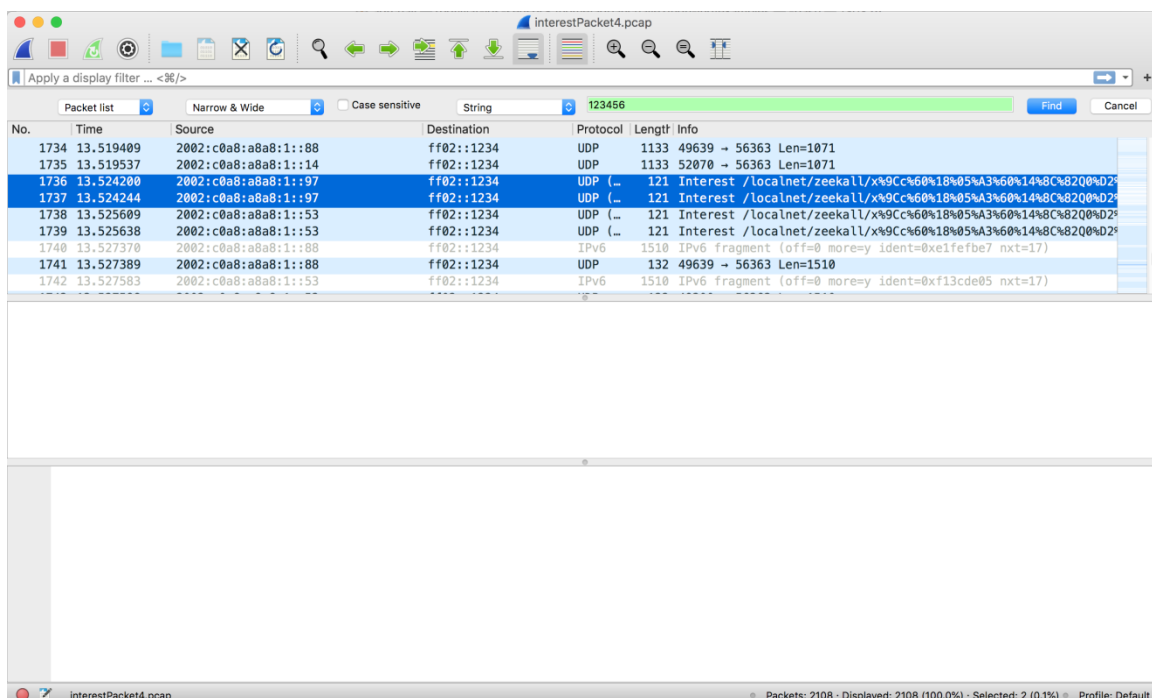 interestPacket4.pcap
Apply a display filter ... <⌘/>
+
Packet list Narrow & Wide Case sensitive String 123456 Find Cancel
No. Time Source Destination Protocol Length Info
1734 13.519409 2002:c0a8:a8a8:1::88 ff02::1234 UDP 1133 49639 → 56363 Len=1071
1735 13.519537 2002:c0a8:a8a8:1::14 ff02::1234 UDP 1133 52070 → 56363 Len=1071
1736 13.524200 2002:c0a8:a8a8:1::97 ff02::1234 UDP (… 121 Interest /localnet/zeekall/x%9Cc%60%18%05%A3%60%14%8C%82Q0%D2%
1737 13.524244 2002:c0a8:a8a8:1::97 ff02::1234 UDP (… 121 Interest /localnet/zeekall/x%9Cc%60%18%05%A3%60%14%8C%82Q0%D2%
1738 13.525609 2002:c0a8:a8a8:1::53 ff02::1234 UDP (… 121 Interest /localnet/zeekall/x%9Cc%60%18%05%A3%60%14%8C%82Q0%D2%
1739 13.525638 2002:c0a8:a8a8:1::53 ff02::1234 UDP (… 121 Interest /localnet/zeekall/x%9Cc%60%18%05%A3%60%14%8C%82Q0%D2%
1740 13.527370 2002:c0a8:a8a8:1::88 ff02::1234 IPv6 1510 IPv6 fragment (off=0 more=y ident=0xe1fefbe7 nxt=17)
1741 13.527389 2002:c0a8:a8a8:1::88 ff02::1234 UDP 132 49639 → 56363 Len=1510
1742 13.527583 2002:c0a8:a8a8:1::53 ff02::1234 IPv6 1510 IPv6 fragment (off=0 more=y ident=0xf13cde05 nxt=17)
interestPacket4.pcap Packets: 2108 · Displayed: 2108 (100.0%) · Selected: 2 (0.1%) Profile: Default